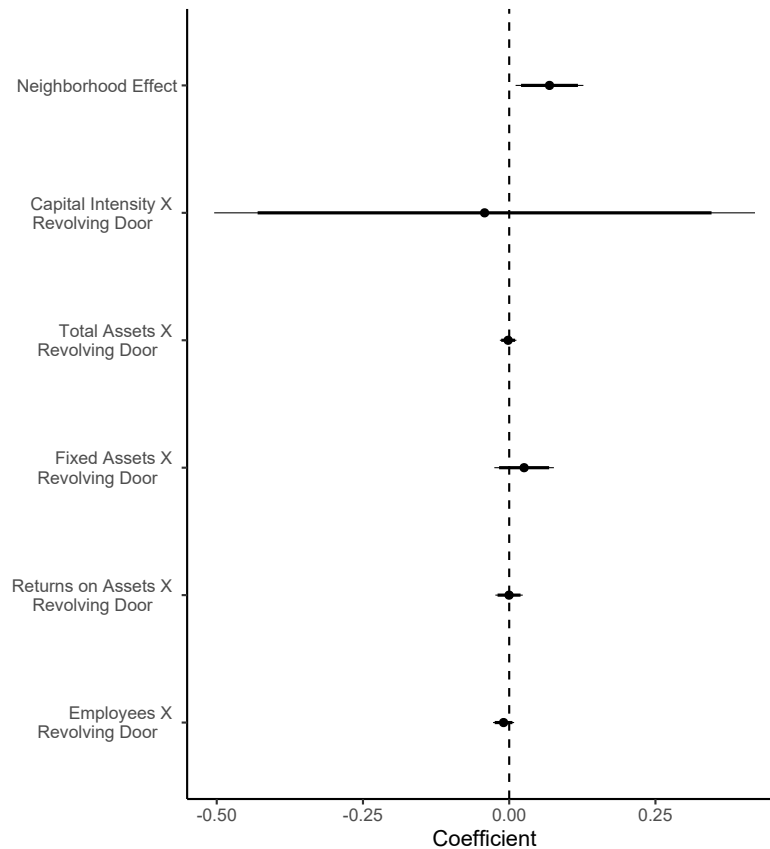 Neighborhood Effect
Capital Intensity X
Revolving Door
Total Assets X
Revolving Door
Fixed Assets X
Revolving Door
Returns on Assets X
Revolving Door
Employees X
Revolving Door
-0.50
-0.25
0.00
0.25
Coefficient